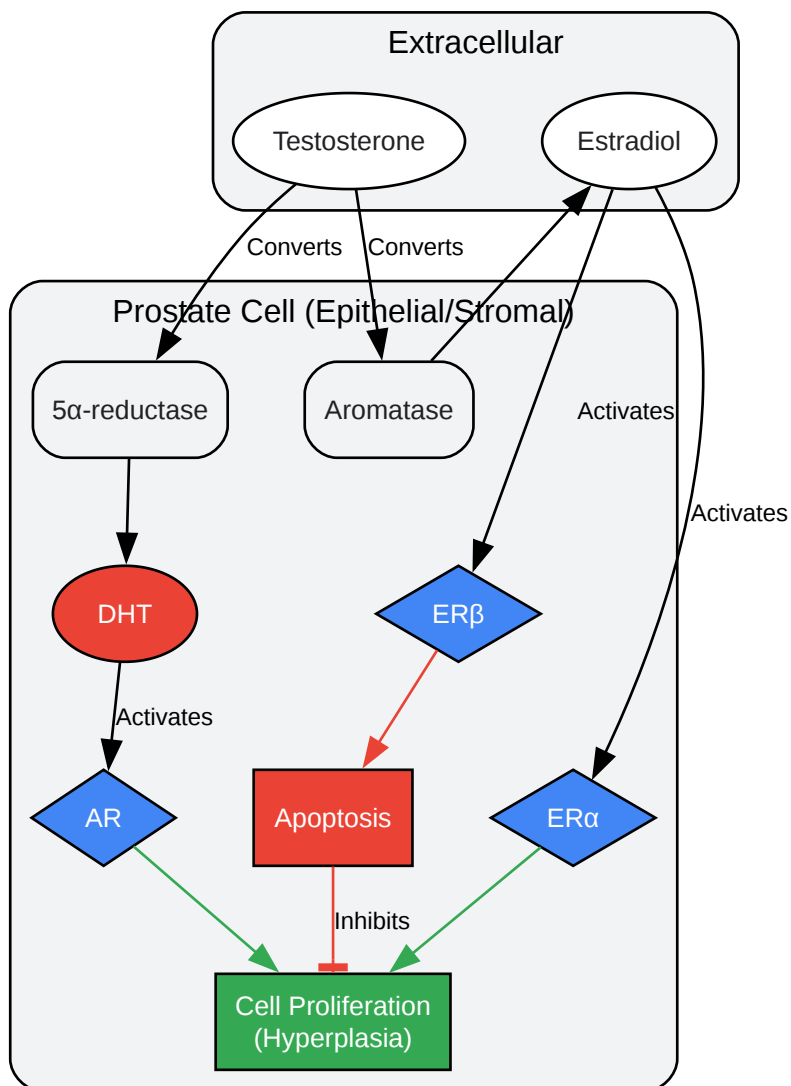 Extracellular
Testosterone
Estradiol
Converts
Converts
Prostate Cell (Epithelial/Stromal)
5α-reductase
Aromatase
Activates
Activates
DHT
ERβ
Activates
AR
Apoptosis
ERα
Inhibits
Cell Proliferation
(Hyperplasia)